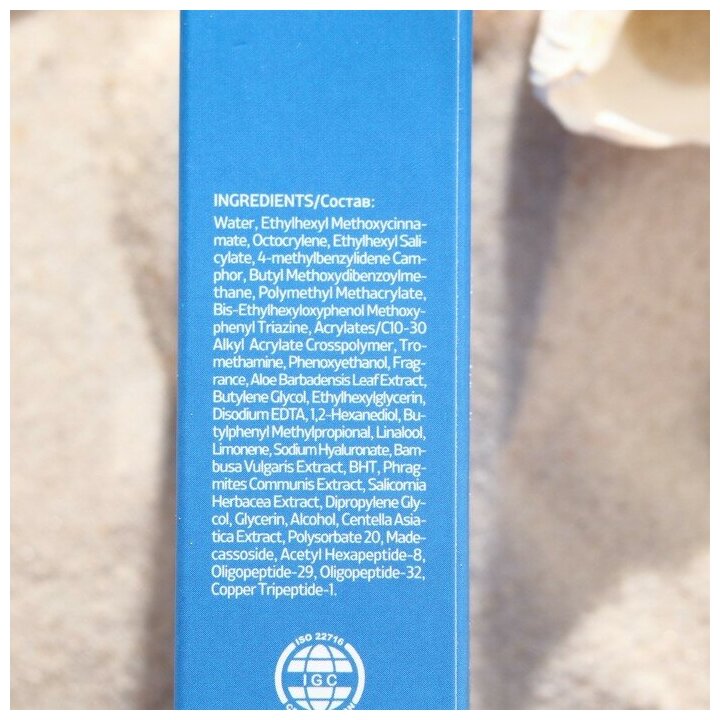 INGREDIENTS/Состав:
Water, Ethylhexyl Methoxycinna-
mate, Octocrylene, Ethylhexyl Sali-
cylate, 4-methylbenzylidene Cam-
phor, Butyl Methoxydibenzoylme-
thane, Polymethyl Methacrylate,
Bis-Ethylhexyloxyphenol Methoxy-
phenyl Triazine, Acrylates/C10-30
Alkyl Acrylate Crosspolymer, Tro-
methamine, Phenoxyethanol, Frag-
rance, Aloe Barbadensis Leaf Extract,
Butylene Glycol, Ethylhexylglycerin,
Disodium EDTA, 1,2-Hexanediol, Bu-
tylphenyl Methylpropional, Linalool,
Limonene, Sodium Hyaluronate, Bam-
busa Vulgaris Extract, BHT, Phrag-
mites Communis Extract, Salicornia
Herbacea Extract, Dipropylene Gly-
col, Glycerin, Alcohol, Centella Asia-
tica Extract, Polysorbate 20, Made-
cassoside, Acetyl Hexapeptide-8,
Oligopeptide-29, Oligopeptide-32,
Copper Tripeptide-1.
ISO 22716
IGC